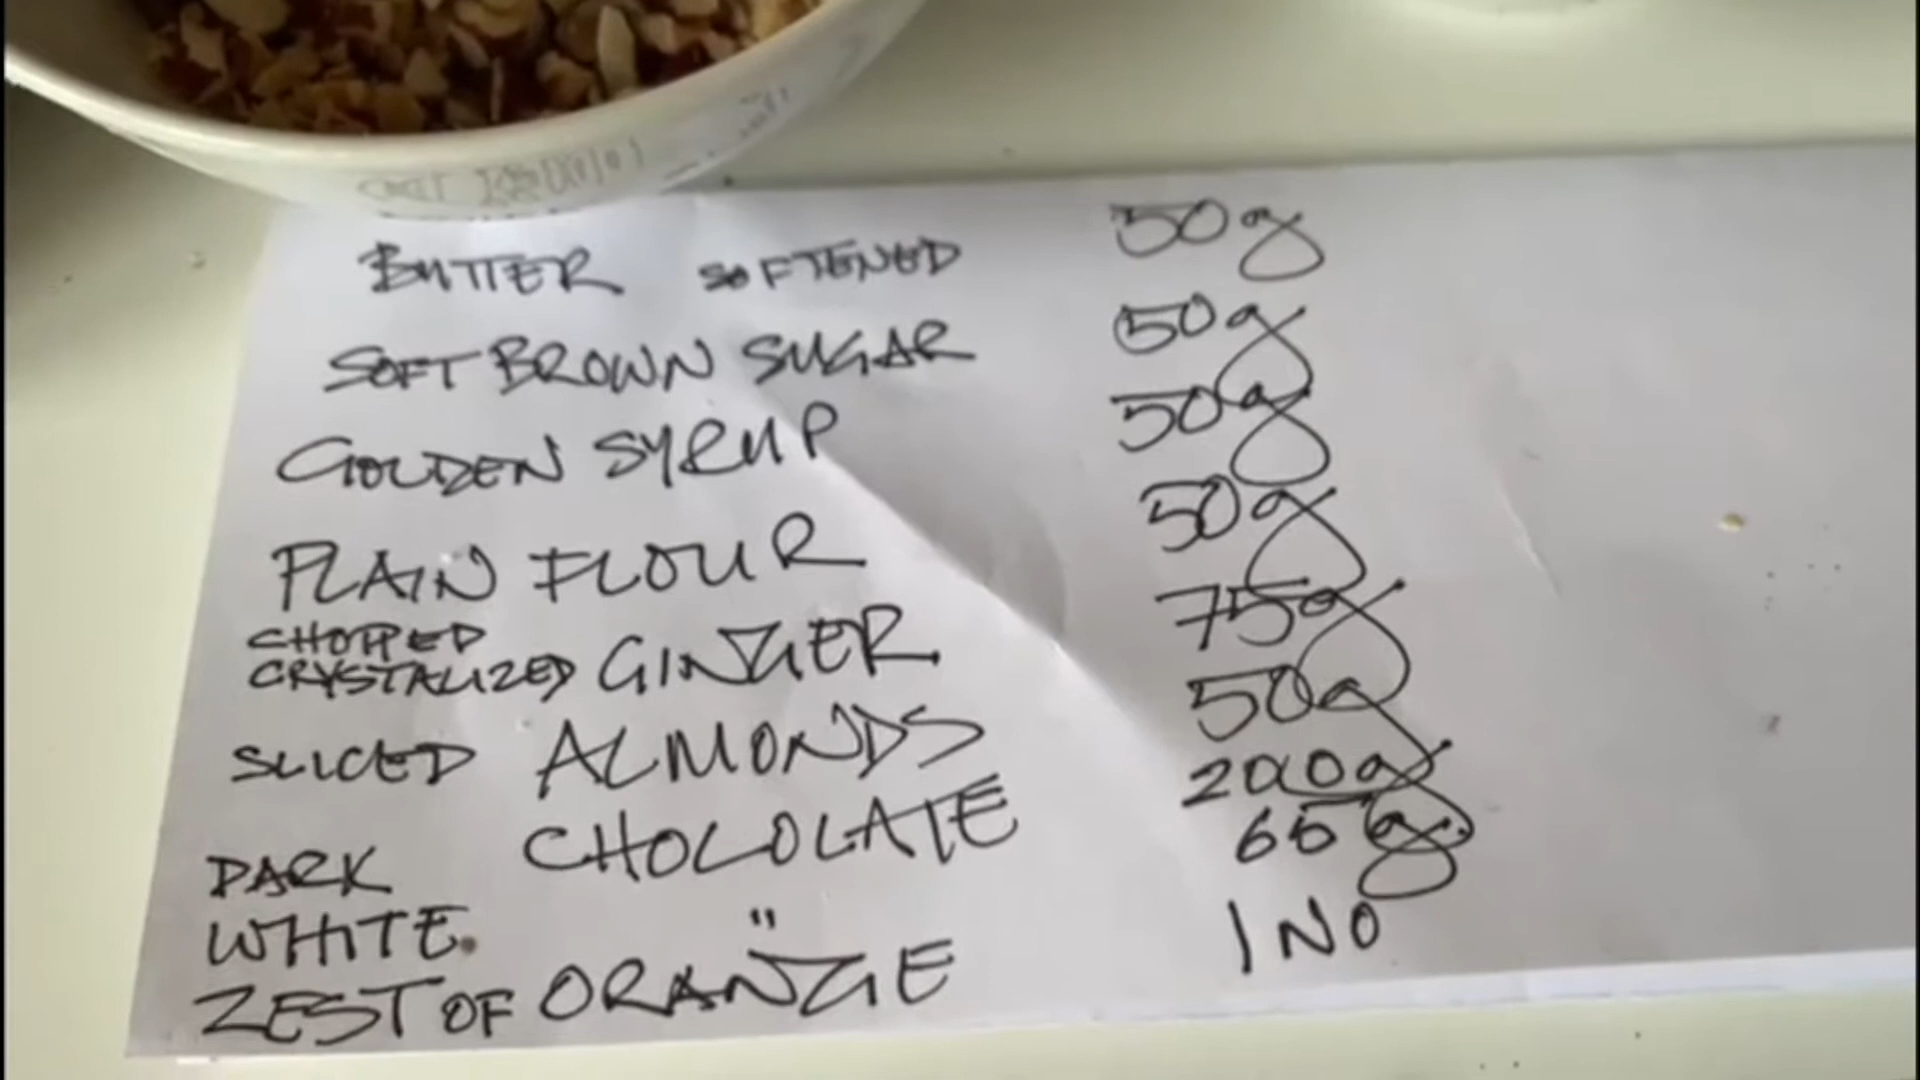 BUTTER SOFTENED 50g
SOFT BROWN SUGAR 50g
GOLDEN SYRUP 50g
PLAIN FLOUR 50g
CHOPPED
CRYSTALIZED GINGER 75g
SLICED ALMONDS 50g
DARK CHOCOLATE 200g
WHITE. " 65g
ZEST OF ORANGE 1 NO